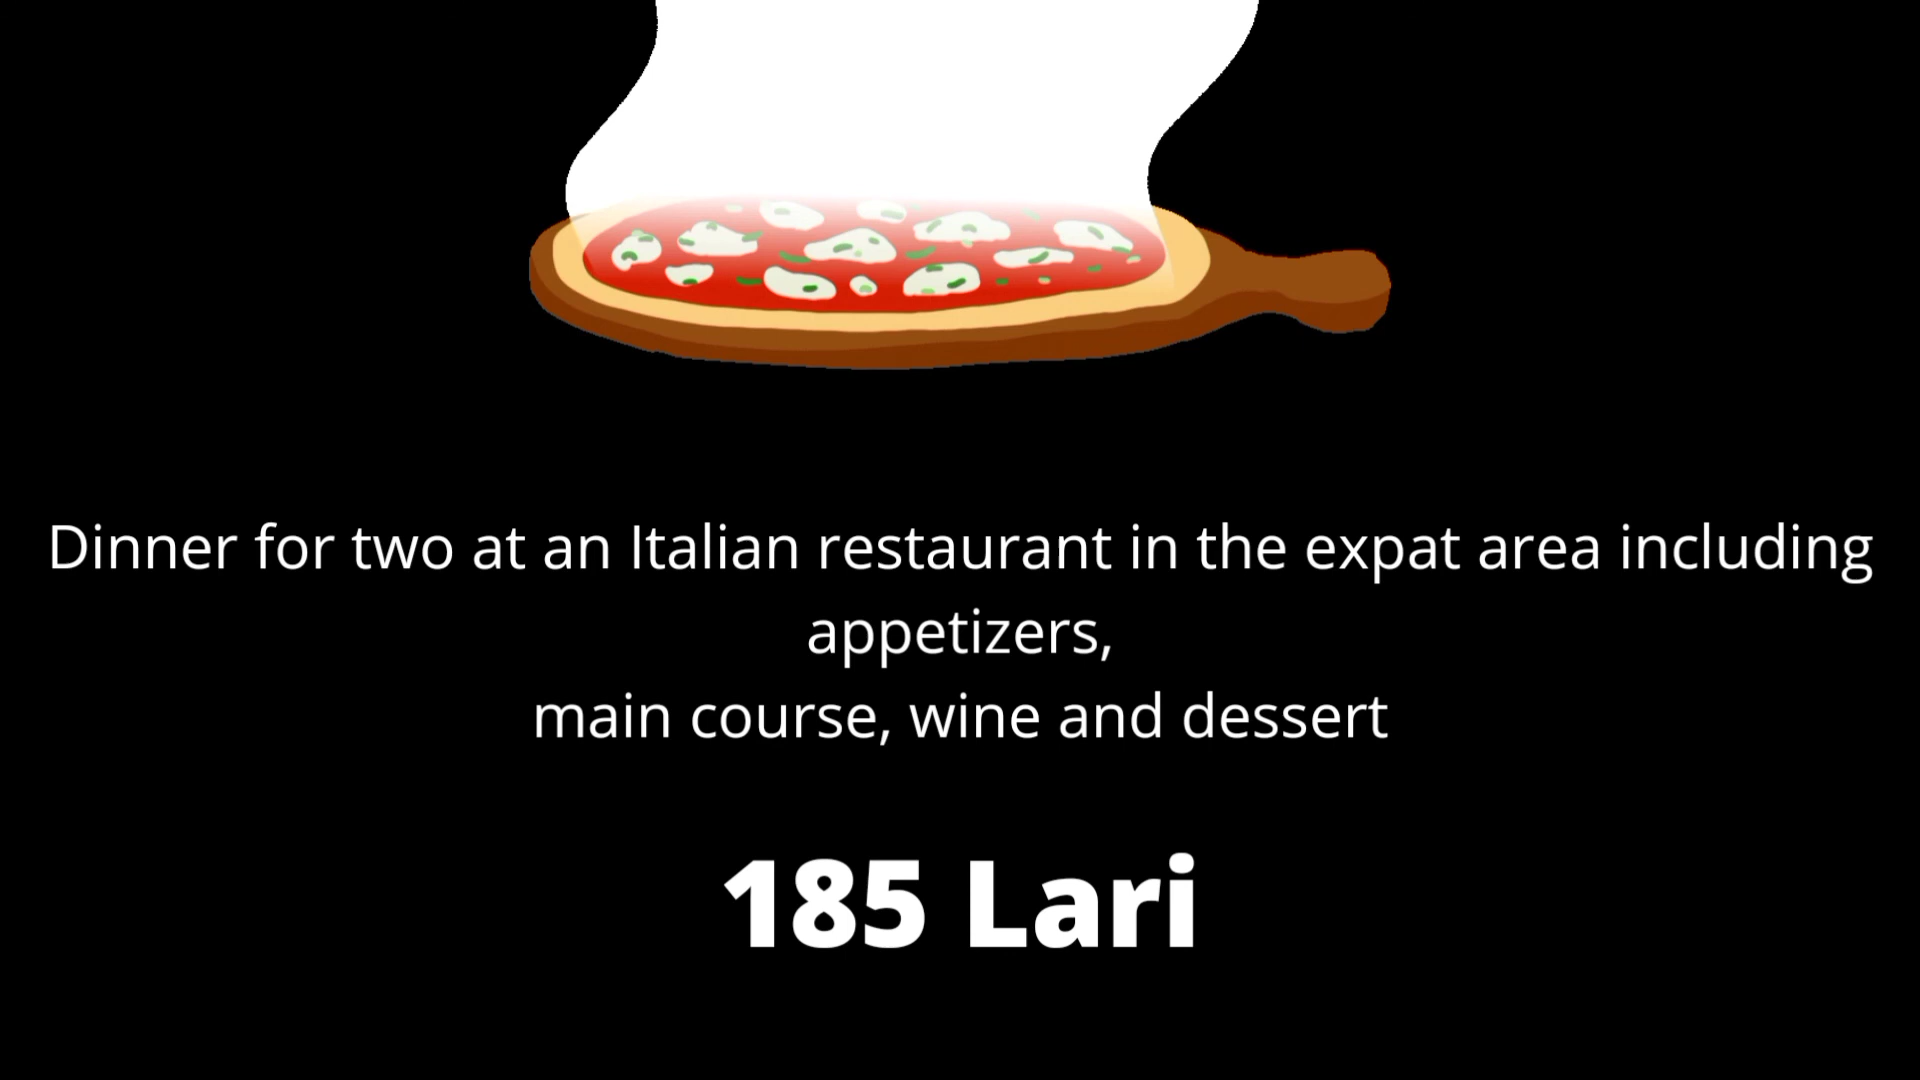 Dinner for two at an Italian restaurant in the expat area including
appetizers,
main course, wine and dessert
185 Lari